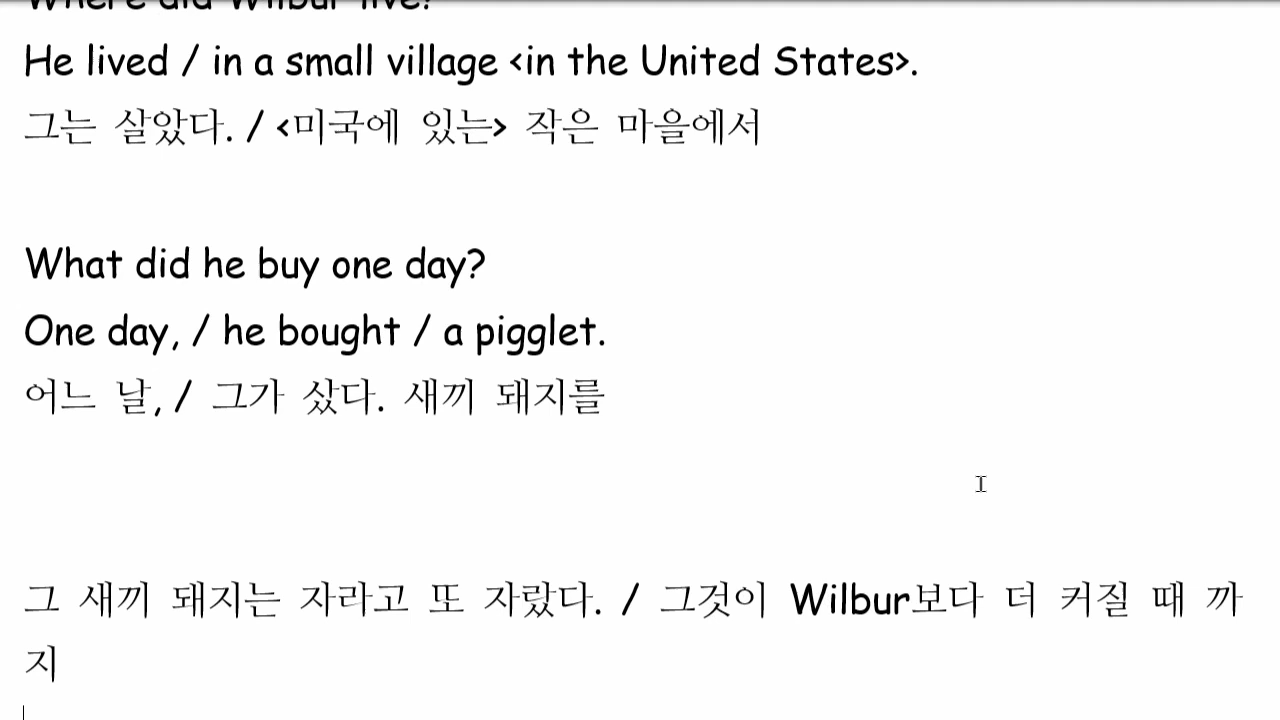 Where did Wilbur live?
He lived / in a small village <in the United States>.
그는 살았다. / <미국에 있는> 작은 마을에서
What did he buy one day?
One day, / he bought / a pigglet.
어느 날, / 그가 샀다. 새끼 돼지를
그 새끼 돼지는 자라고 또 자랐다. / 그것이 Wilbur보다 더 커질 때 까
지